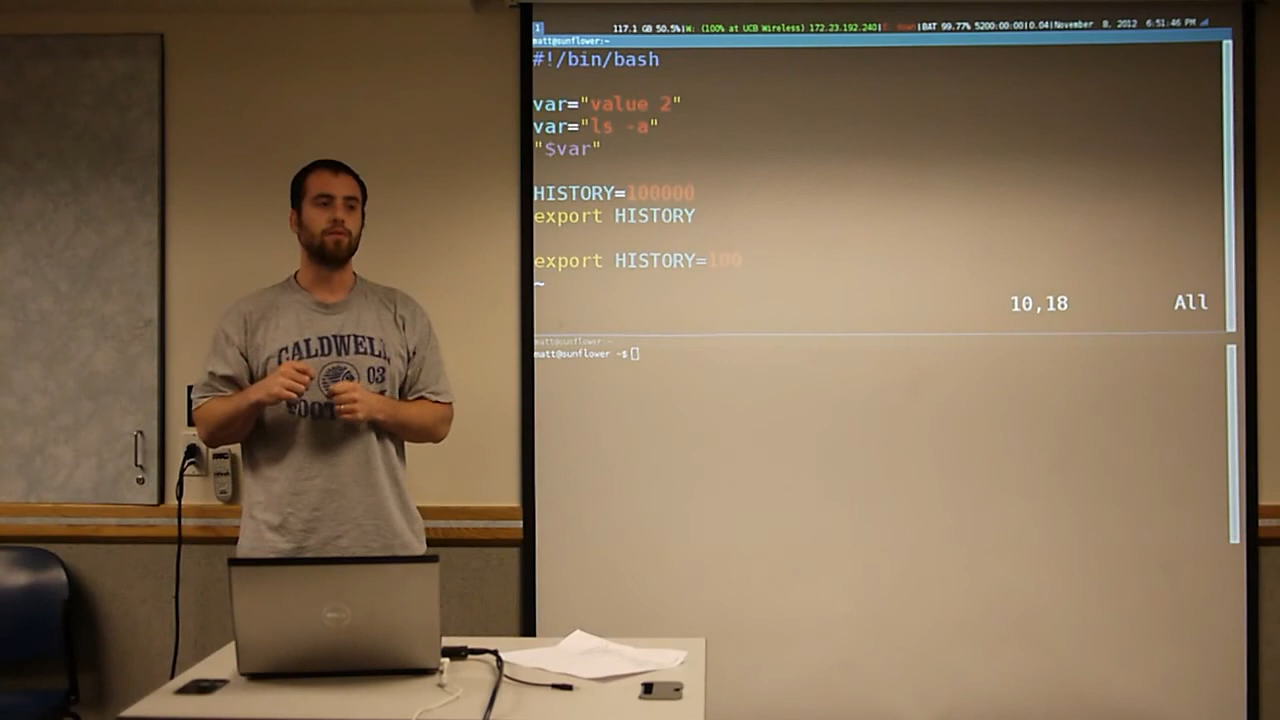 1 117.1 GB 50.5%|W: (100% at UCB Wireless) 172.23.192.240| down|BAT 99.77% 5200:00:00|0.04|November 8, 2012 6:51:46 PM
matt@sunflower:~
#!/bin/bash
var="value 2"
var="ls -a"
"$var"
HISTORY=100000
export HISTORY
export HISTORY=100
~
10,18 All
matt@sunflower:~
matt@sunflower ~$
CALDWELL
03
DELL